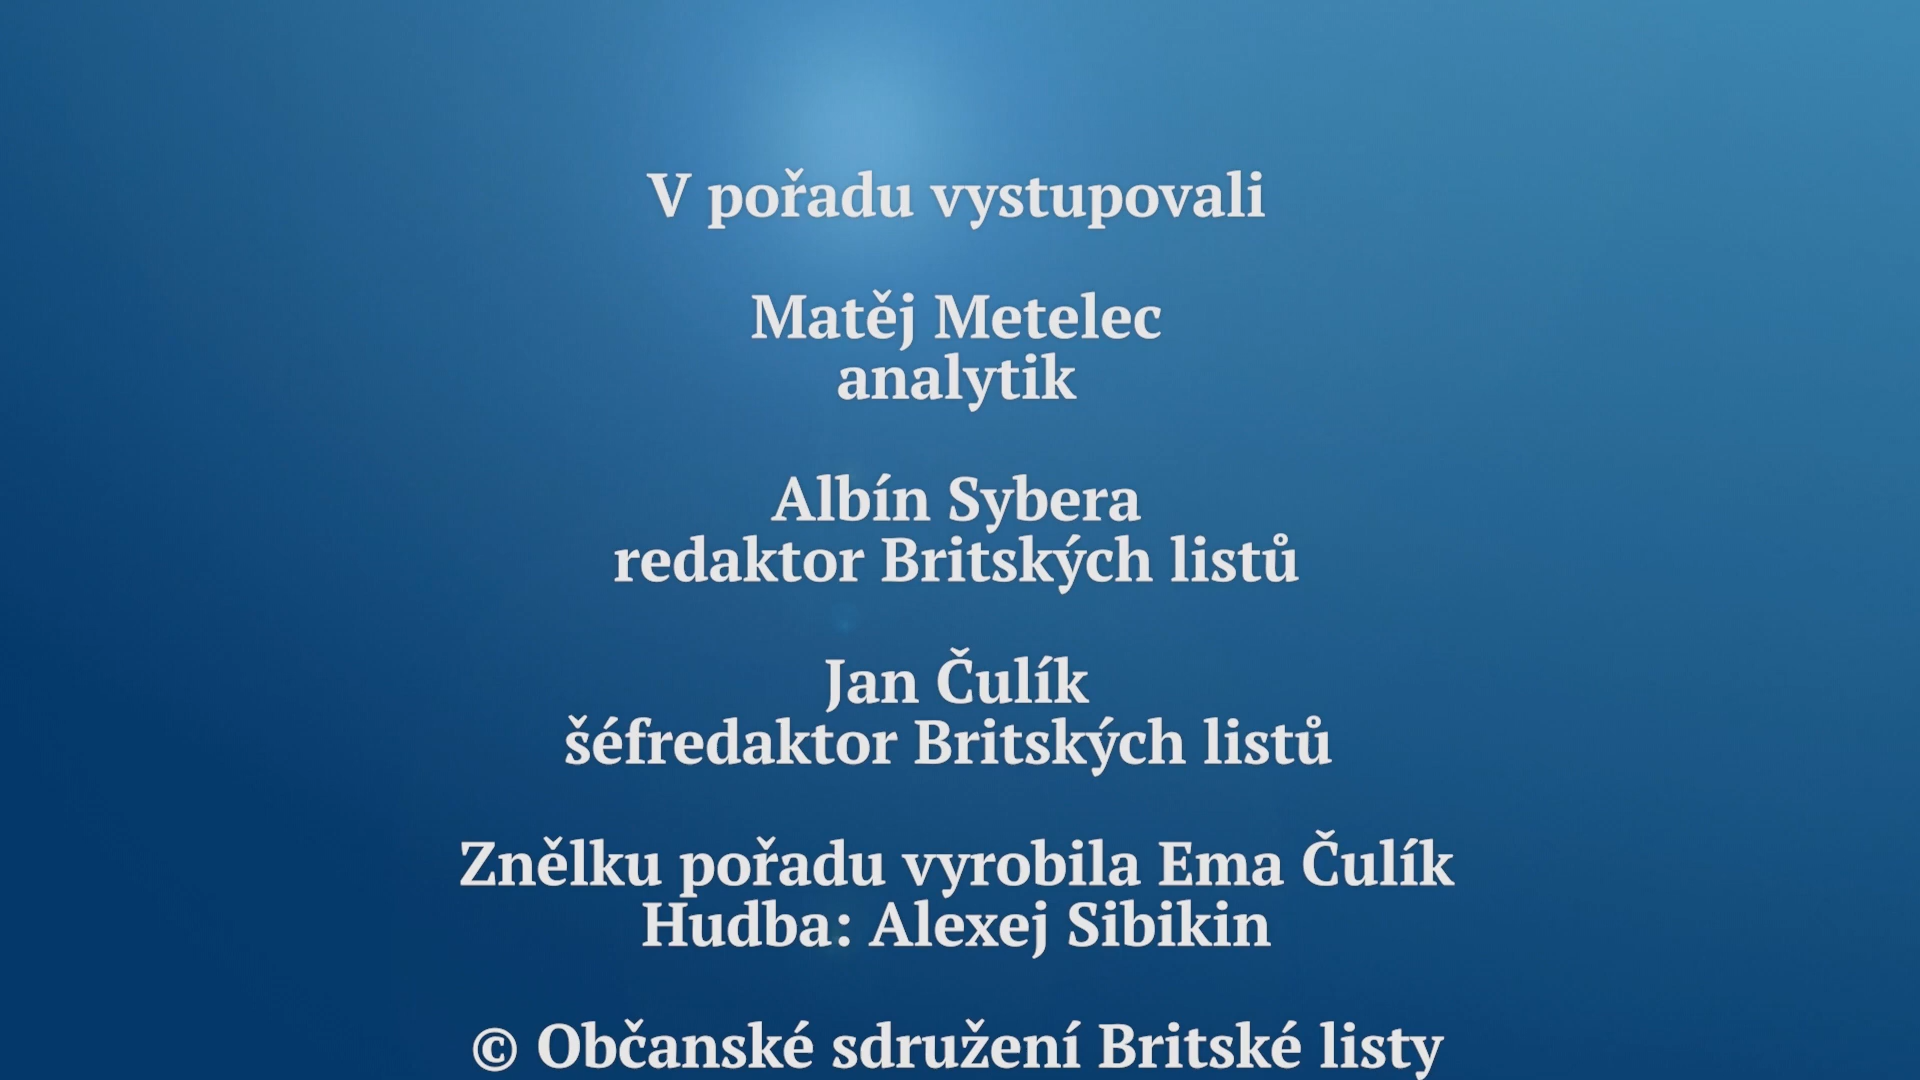 V pořadu vystupovali
Matěj Metelec
analytik
Albín Sybera
redaktor Britských listů
Jan Čulík
šéfredaktor Britských listů
Znělku pořadu vyrobila Ema Čulík
Hudba: Alexej Sibikin
© Občanské sdružení Britské listy